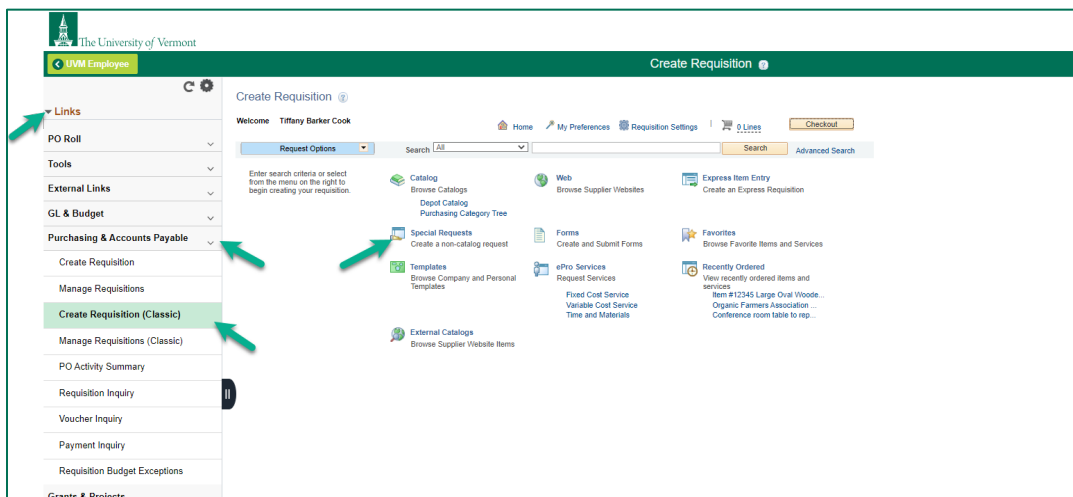 The University of Vermont
UVM Employee
Create Requisition
Links
PO Roll
Tools
External Links
GL & Budget
Purchasing & Accounts Payable
Create Requisition
Manage Requisitions
Create Requisition (Classic)
Manage Requisitions (Classic)
PO Activity Summary
Requisition Inquiry
Voucher Inquiry
Payment Inquiry
Requisition Budget Exceptions
Grants & Projects
Create Requisition
Welcome Tiffany Barker Cook
Home My Preferences Requisition Settings 0 Lines Checkout
Request Options Search All Search Advanced Search
Enter search criteria or select
from the menu on the right to
begin creating your requisition.
Catalog
Browse Catalogs
Depot Catalog
Purchasing Category Tree
Web
Browse Supplier Websites
Express Item Entry
Create an Express Requisition
Special Requests
Create a non-catalog request
Forms
Create and Submit Forms
Favorites
Browse Favorite Items and Services
Templates
Browse Company and Personal
Templates
ePro Services
Request Services
Fixed Cost Service
Variable Cost Service
Time and Materials
Recently Ordered
View recently ordered items and
services
Item #12345 Large Oval Woode...
Organic Farmers Association ...
Conference room table to rep...
External Catalogs
Browse Supplier Website Items